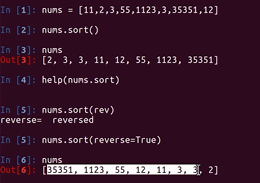 In [1]: nums = [11,2,3,55,1123,3,35351,12]
In [2]: nums.sort()
In [3]: nums
Out[3]: [2, 3, 3, 11, 12, 55, 1123, 35351]
In [4]: help(nums.sort)
In [5]: nums.sort(rev)
reverse=  reversed
In [5]: nums.sort(reverse=True)
In [6]: nums
Out[6]: [35351, 1123, 55, 12, 11, 3, 3, 2]